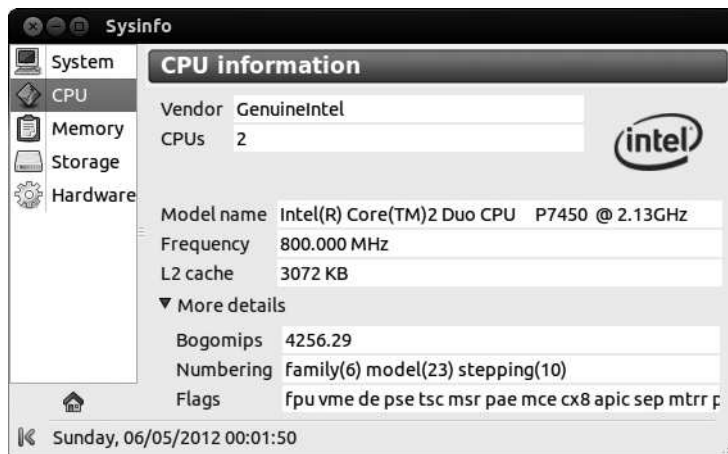 Sysinfo
System
CPU
Memory
Storage
Hardware
CPU information
Vendor GenuineIntel
CPUs 2
intel
Model name Intel(R) Core(TM)2 Duo CPU P7450 @ 2.13GHz
Frequency 800.000 MHz
L2 cache 3072 KB
More details
Bogomips 4256.29
Numbering family(6) model(23) stepping(10)
Flags fpu vme de pse tsc msr pae mce cx8 apic sep mtrr p
Sunday, 06/05/2012 00:01:50